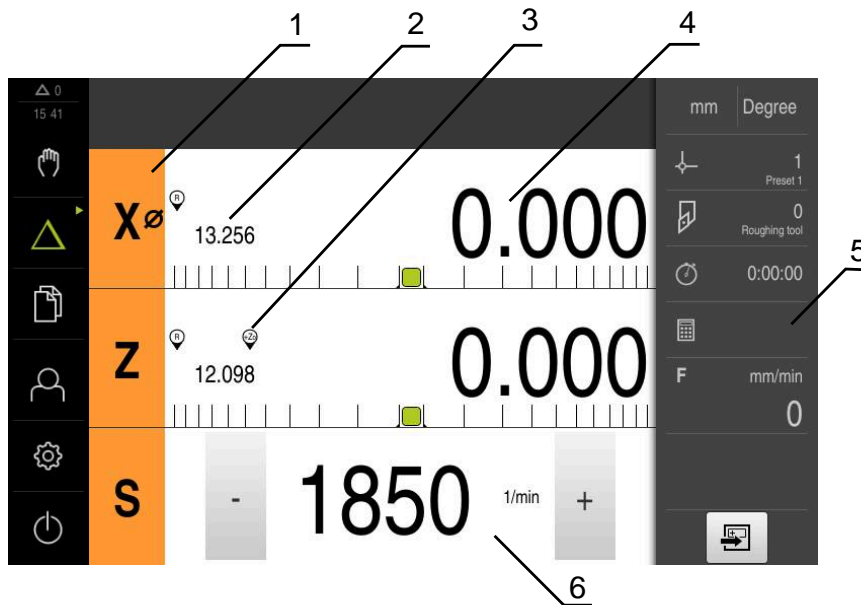 1 2 3 4
0
15 41
mm Degree
1
Preset 1
X⌀
R
13.256
0.000
0
Roughing tool
0:00:00
5
Z
R +Z0
12.098
0.000
F mm/min
0
S
-
1850
1/min
+
6